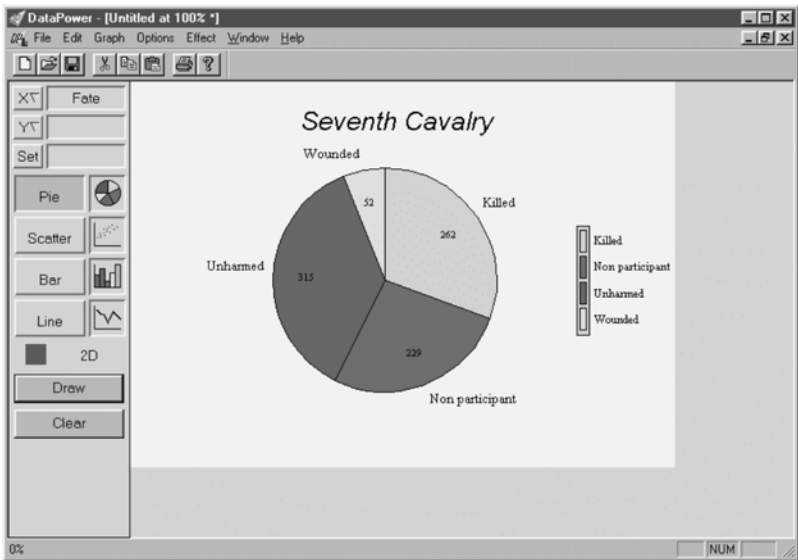 DataPower - [Untitled at 100% *]
File Edit Graph Options Effect Window Help
X Fate
Y
Set
Pie
Scatter
Bar
Line
2D
Draw
Clear
Seventh Cavalry
Wounded
52
Killed
262
Unharmed
315
229
Non participant
Killed
Non participant
Unharmed
Wounded
0%
NUM